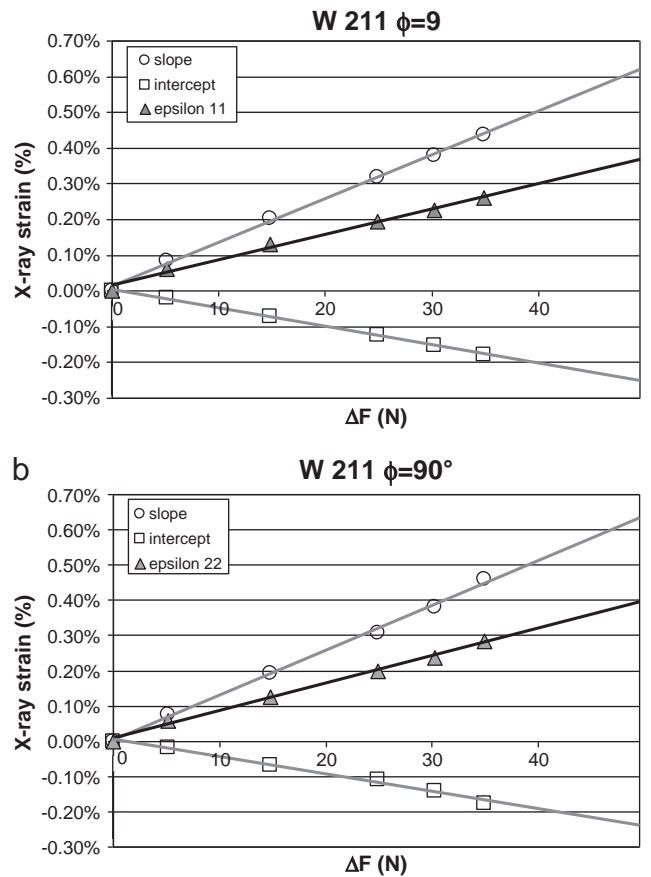 W 211 ϕ=9
0.70%
0.60%
0.50%
0.40%
0.30%
0.20%
0.10%
0.00%
-0.10%
-0.20%
-0.30%
X-ray strain (%)
slope
intercept
epsilon 11
0 10 20 30 40
ΔF (N)
b
W 211 ϕ=90°
0.70%
0.60%
0.50%
0.40%
0.30%
0.20%
0.10%
0.00%
-0.10%
-0.20%
-0.30%
X-ray strain (%)
slope
intercept
epsilon 22
0 10 20 30 40
ΔF (N)